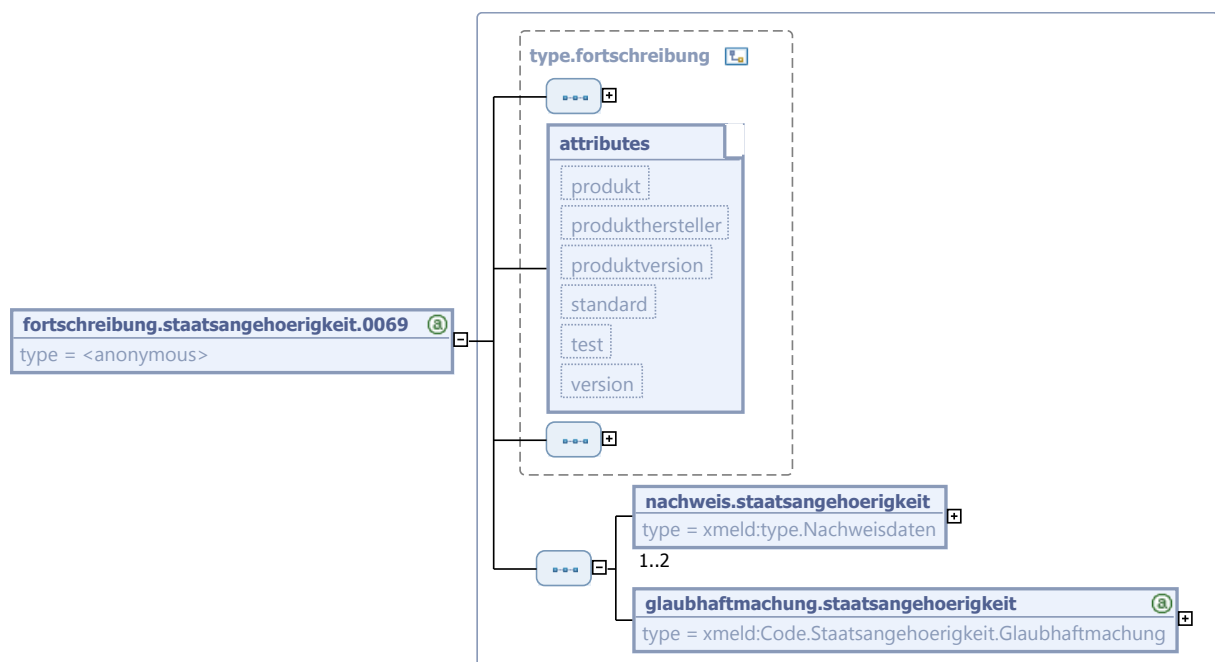 type.fortschreibung
attributes
produkt
produkthersteller
produktversion
standard
test
version
fortschreibung.staatsangehoerigkeit.0069 a
type = <anonymous>
nachweis.staatsangehoerigkeit
type = xmeld:type.Nachweisdaten
1..2
glaubhaftmachung.staatsangehoerigkeit a
type = xmeld:Code.Staatsangehoerigkeit.Glaubhaftmachung